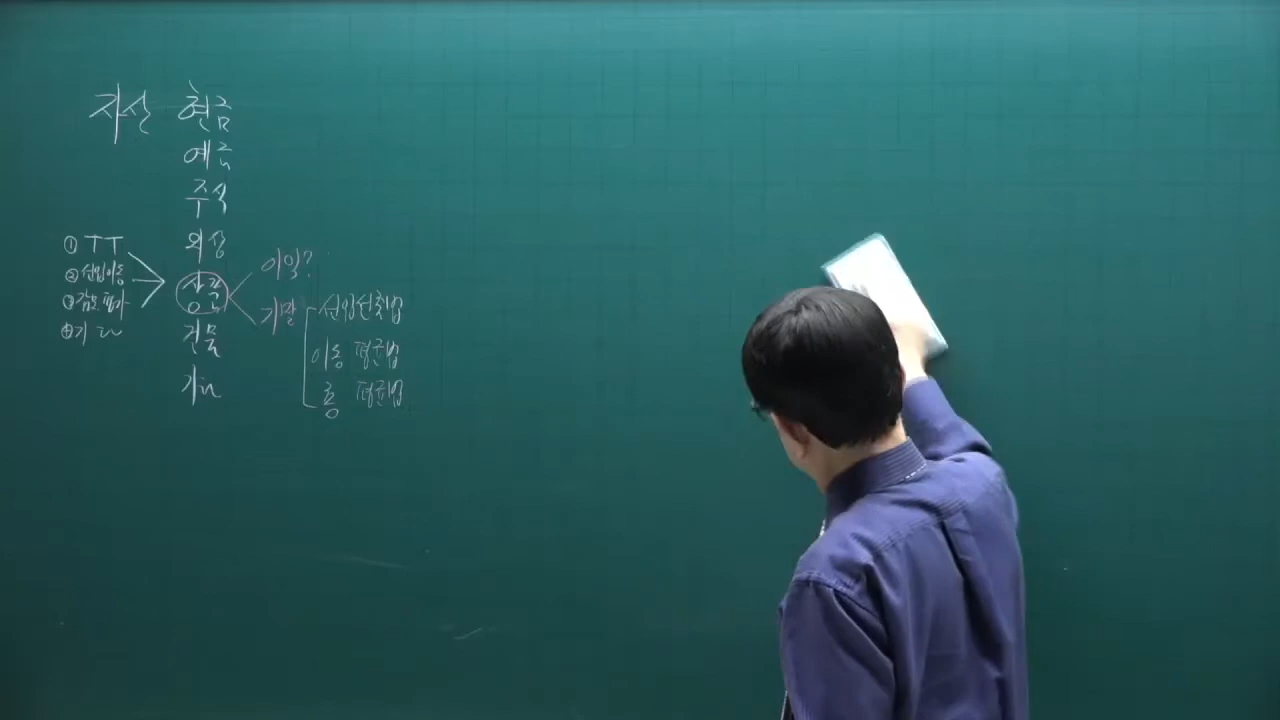 자산 현금
예금
주식
외상
상품
건물
기타
① TT
② 선입이동
③ 감모평가
④ 기
이익?
기말
선입선출법
이동 평균법
총 평균법